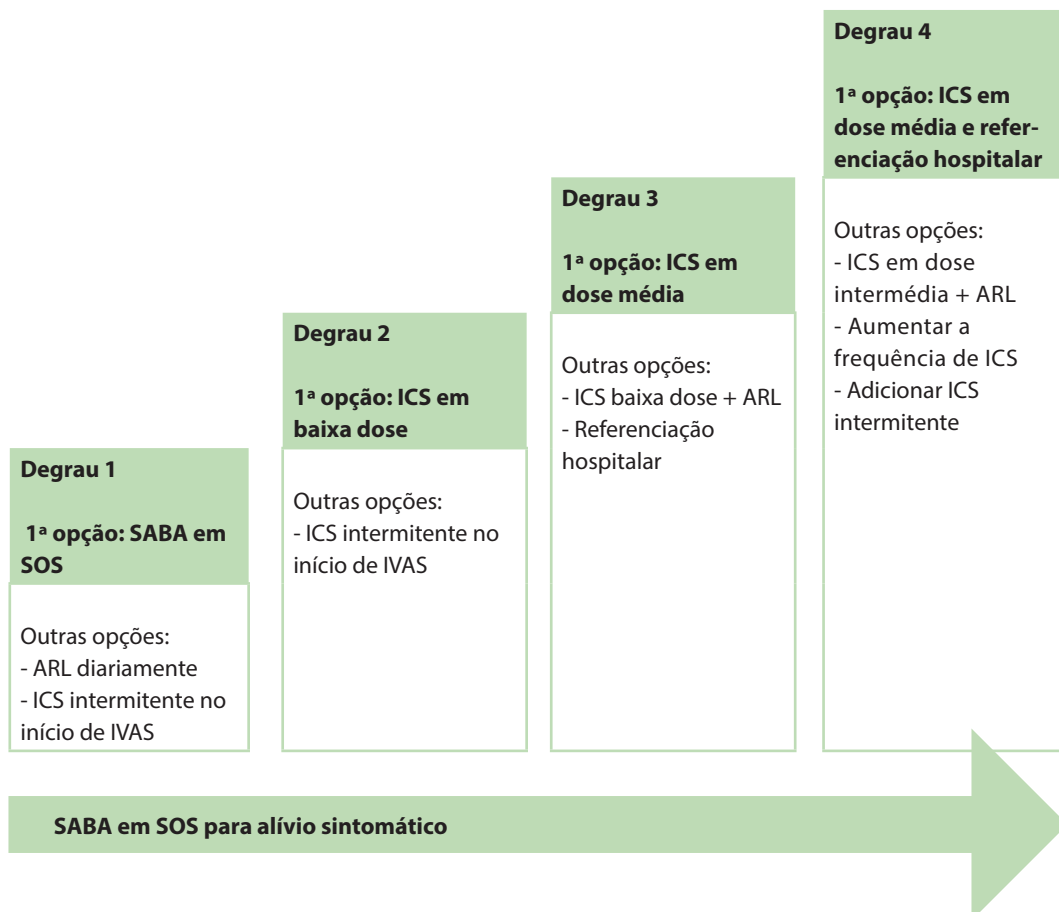 Degrau 1
1ª opção: SABA em
SOS
Outras opções:
- ARL diariamente
- ICS intermitente no
início de IVAS
Degrau 2
1ª opção: ICS em
baixa dose
Outras opções:
- ICS intermitente no
início de IVAS
Degrau 3
1ª opção: ICS em
dose média
Outras opções:
- ICS baixa dose + ARL
- Referenciação
hospitalar
Degrau 4
1ª opção: ICS em
dose média e refer-
enciação hospitalar
Outras opções:
- ICS em dose
intermédia + ARL
- Aumentar a
frequência de ICS
- Adicionar ICS
intermitente
SABA em SOS para alívio sintomático